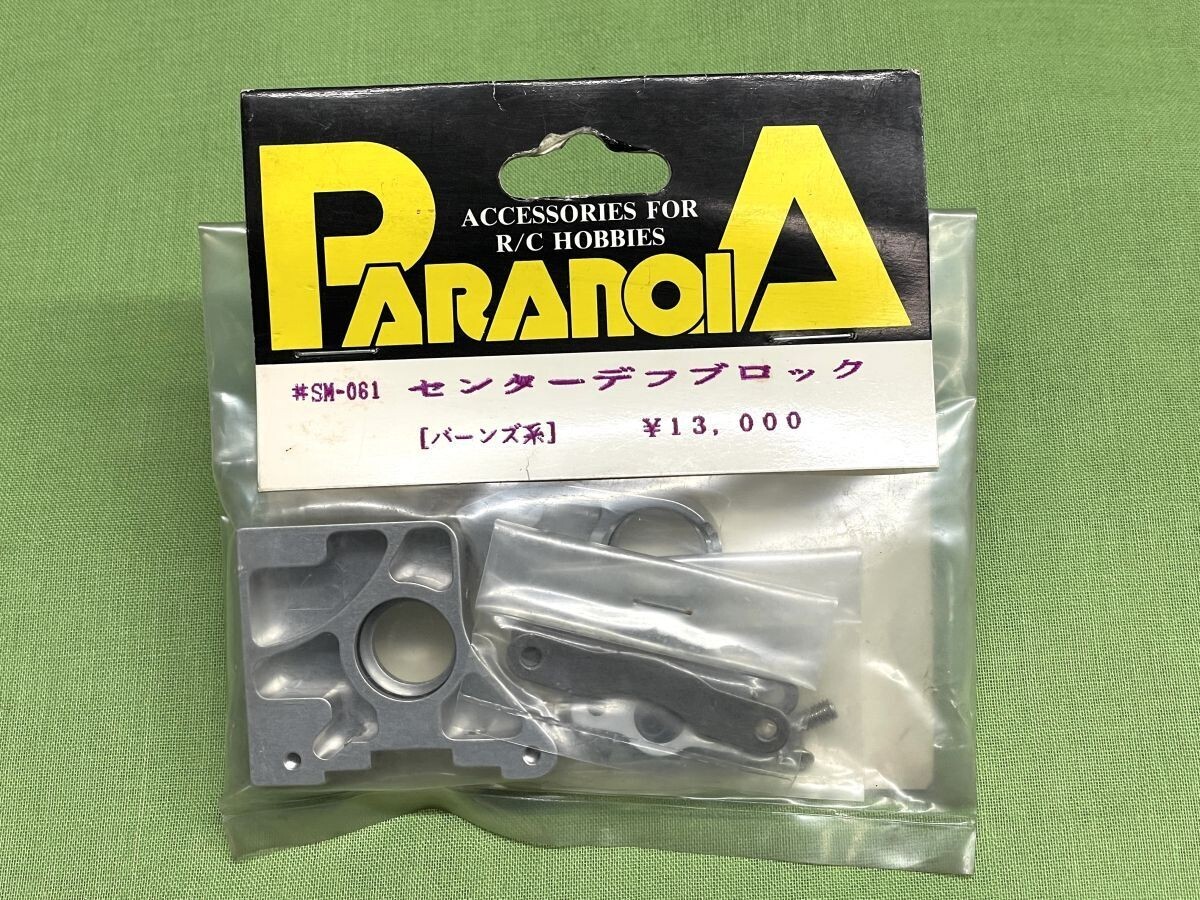 ACCESSORIES FOR
R/C HOBBIES
PARANOIA
#SM-061 センターデフブロック
[バーンズ系] ¥13,000